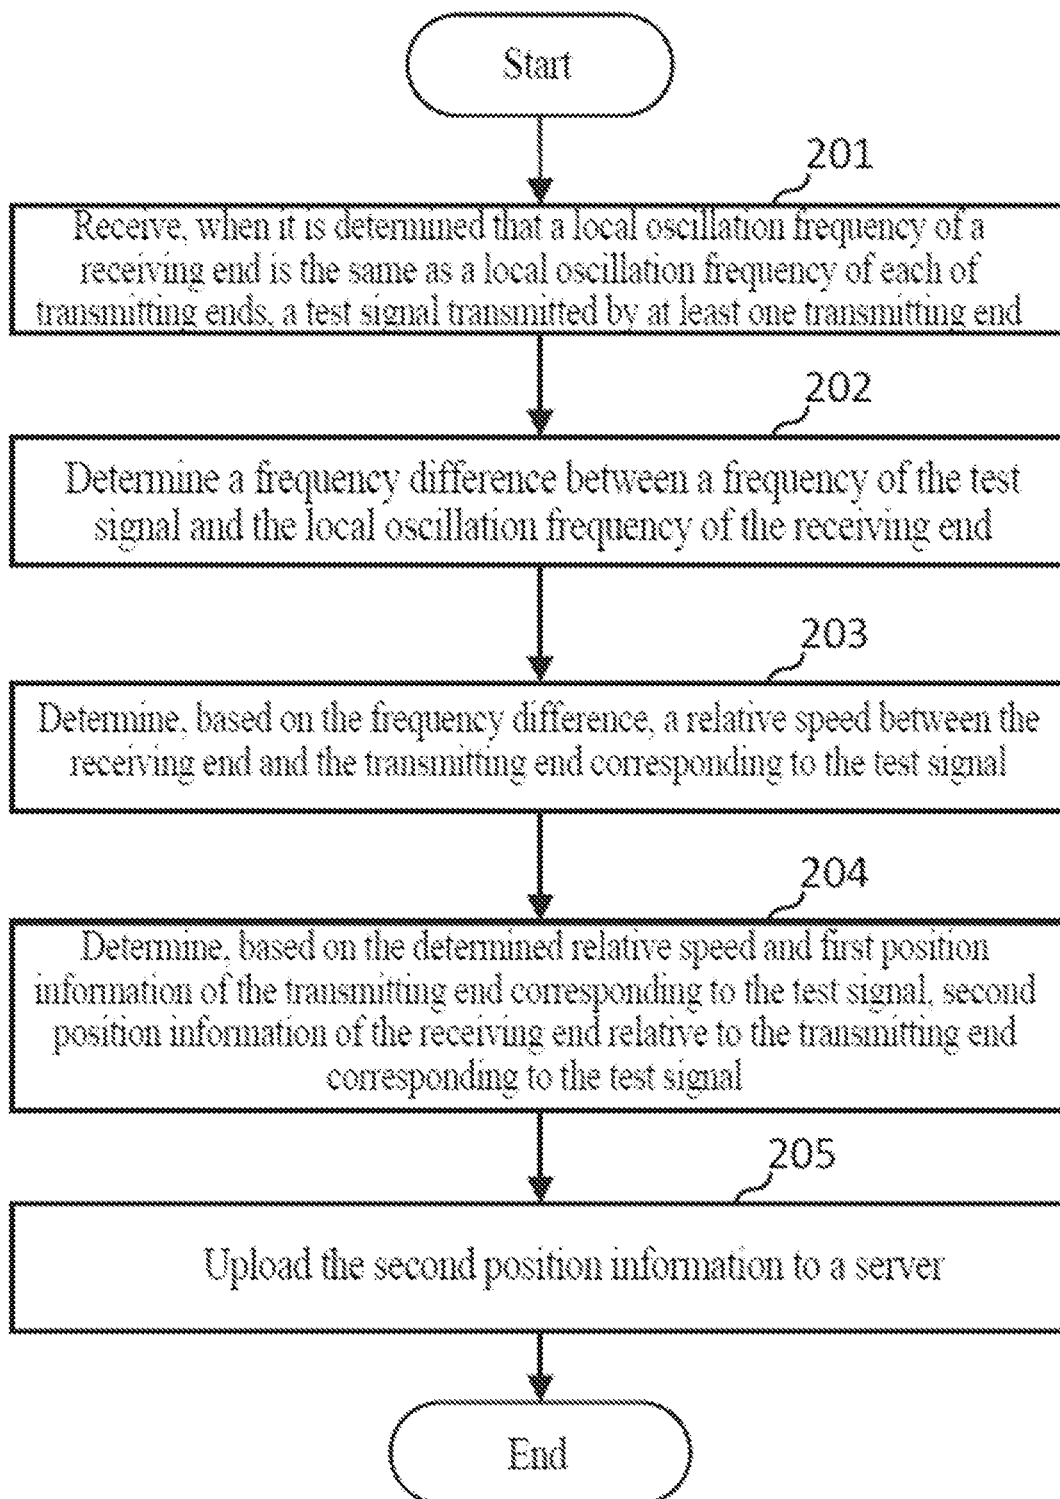 Start
201
Receive, when it is determined that a local oscillation frequency of a
receiving end is the same as a local oscillation frequency of each of
transmitting ends, a test signal transmitted by at least one transmitting end
202
Determine a frequency difference between a frequency of the test
signal and the local oscillation frequency of the receiving end
203
Determine, based on the frequency difference, a relative speed between the
receiving end and the transmitting end corresponding to the test signal
204
Determine, based on the determined relative speed and first position
information of the transmitting end corresponding to the test signal, second
position information of the receiving end relative to the transmitting end
corresponding to the test signal
205
Upload the second position information to a server
End